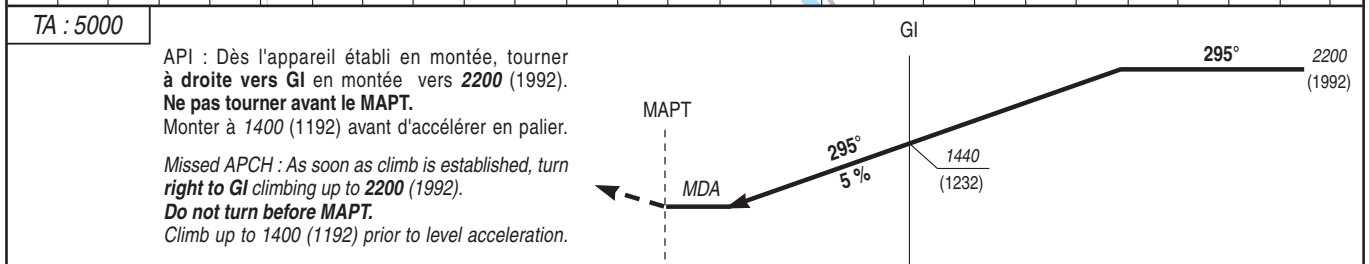 TA : 5000
API : Dès l'appareil établi en montée, tourner
à droite vers GI en montée vers 2200 (1992).
Ne pas tourner avant le MAPT.
Monter à 1400 (1192) avant d'accélérer en palier.
Missed APCH : As soon as climb is established, turn
right to GI climbing up to 2200 (1992).
Do not turn before MAPT.
Climb up to 1400 (1192) prior to level acceleration.
MAPT
MDA
295°
5 %
GI
1440
(1232)
295°
2200
(1992)